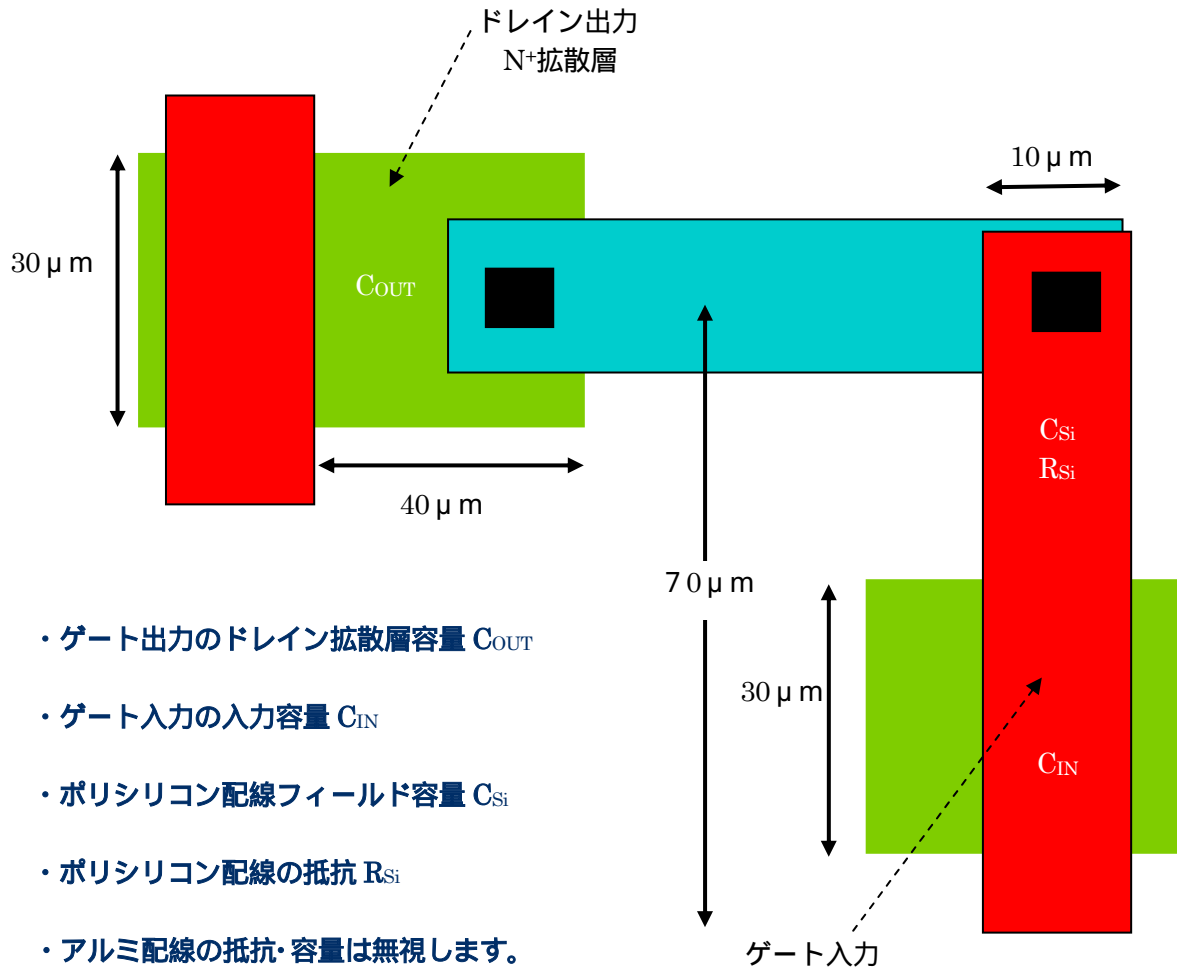 ドレイン出力
N+拡散層
10μm
30μm
COUT
CSi
RSi
40μm
70μm
30μm
CIN
・ゲート出力のドレイン拡散層容量 COUT
・ゲート入力の入力容量 CIN
・ポリシリコン配線フィールド容量 CSi
・ポリシリコン配線の抵抗 RSi
・アルミ配線の抵抗・容量は無視します。
ゲート入力